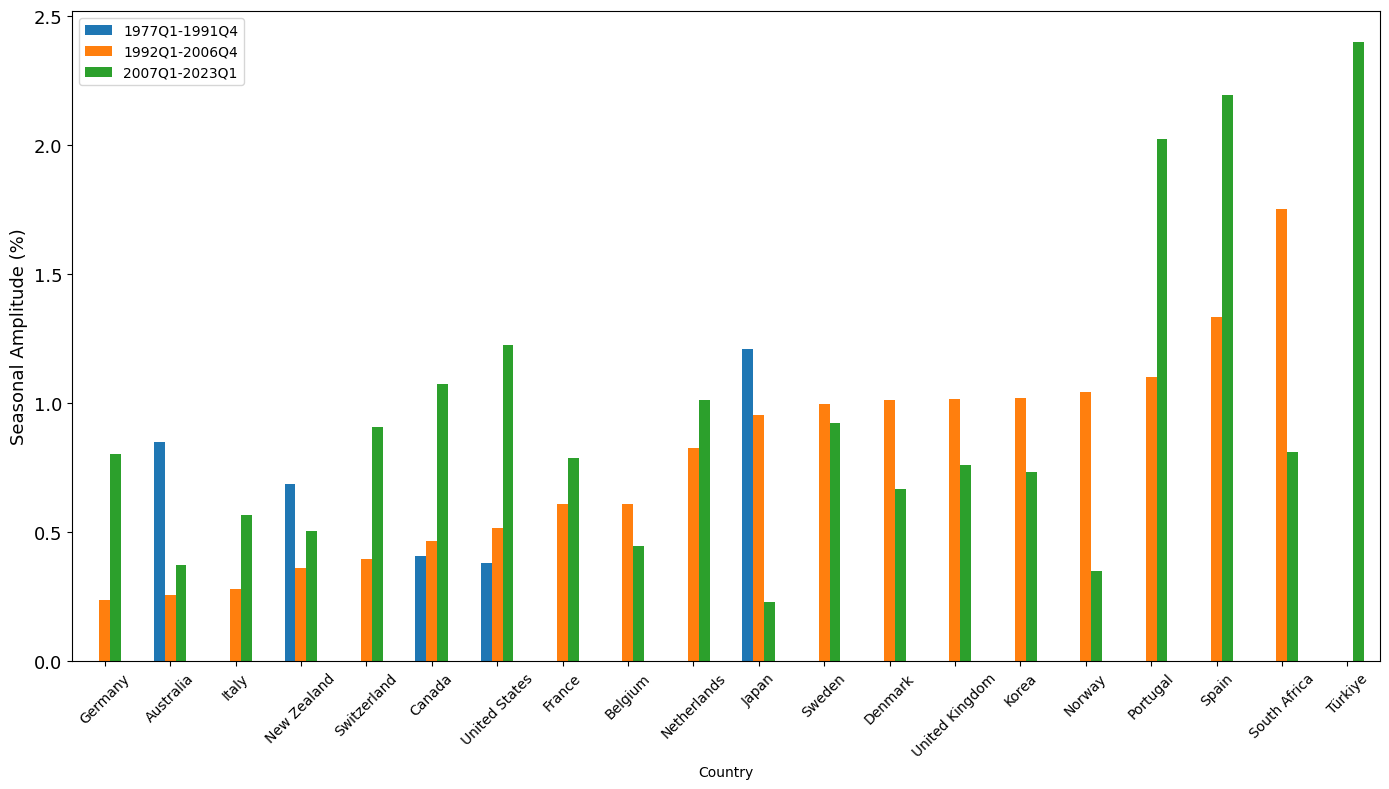 2.5
2.0
1.5
1.0
0.5
0.0
Seasonal Amplitude (%)
1977Q1-1991Q4
1992Q1-2006Q4
2007Q1-2023Q1
Germany
Australia
Italy
New Zealand
Switzerland
Canada
United States
France
Belgium
Netherlands
Japan
Sweden
Denmark
United Kingdom
Korea
Norway
Portugal
Spain
South Africa
Türkiye
Country